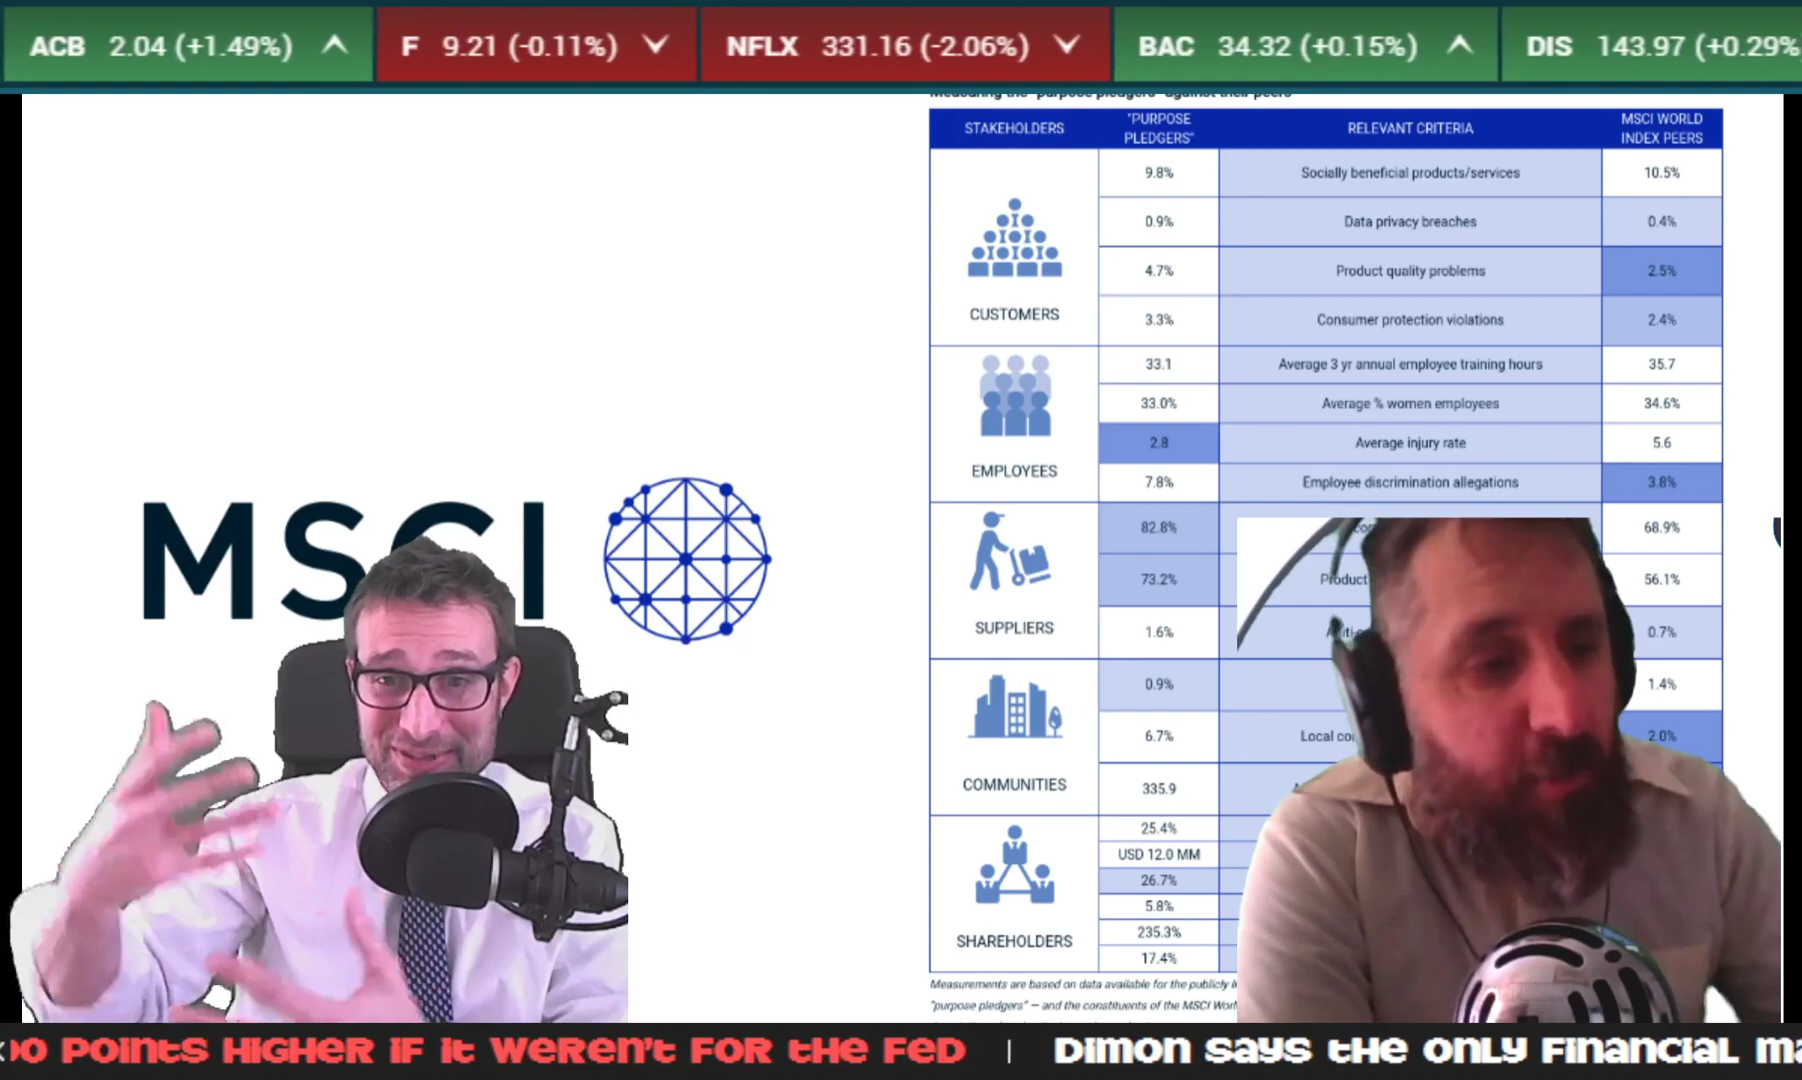 ACB 2.04 (+1.49%)
F 9.21 (-0.11%)
NFLX 331.16 (-2.06%)
BAC 34.32 (+0.15%)
DIS 143.97 (+0.29%
Measuring the "purpose pledgers" against their peers
STAKEHOLDERS
"PURPOSE
PLEDGERS"
RELEVANT CRITERIA
MSCI WORLD
INDEX PEERS
CUSTOMERS
9.8% Socially beneficial products/services 10.5%
0.9% Data privacy breaches 0.4%
4.7% Product quality problems 2.5%
3.3% Consumer protection violations 2.4%
EMPLOYEES
33.1 Average 3 yr annual employee training hours 35.7
33.0% Average % women employees 34.6%
2.8 Average injury rate 5.6
7.8% Employee discrimination allegations 3.8%
SUPPLIERS
82.8% 68.9%
73.2% Product 56.1%
1.6% 0.7%
COMMUNITIES
0.9% 1.4%
6.7% Local 2.0%
335.9
SHAREHOLDERS
25.4%
USD 12.0 MM
26.7%
5.8%
235.3%
17.4%
Measurements are based on data available for the publicly
"purpose pledgers" — and the constituents of the MSCI
MSCI
00 POINTS HIGHER IF IT WEREN'T FOR THE FED | DIMON SAYS THE ONLY FINANCIAL